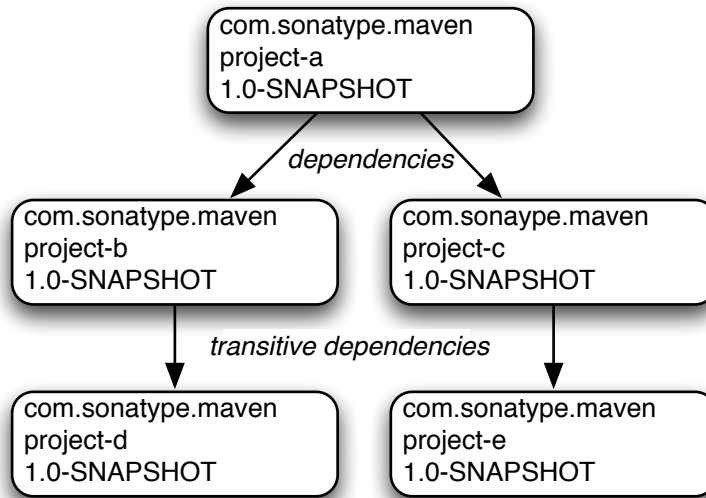 com.sonatype.maven
project-a
1.0-SNAPSHOT
dependencies
com.sonatype.maven
project-b
1.0-SNAPSHOT
com.sonaype.maven
project-c
1.0-SNAPSHOT
transitive dependencies
com.sonatype.maven
project-d
1.0-SNAPSHOT
com.sonatype.maven
project-e
1.0-SNAPSHOT